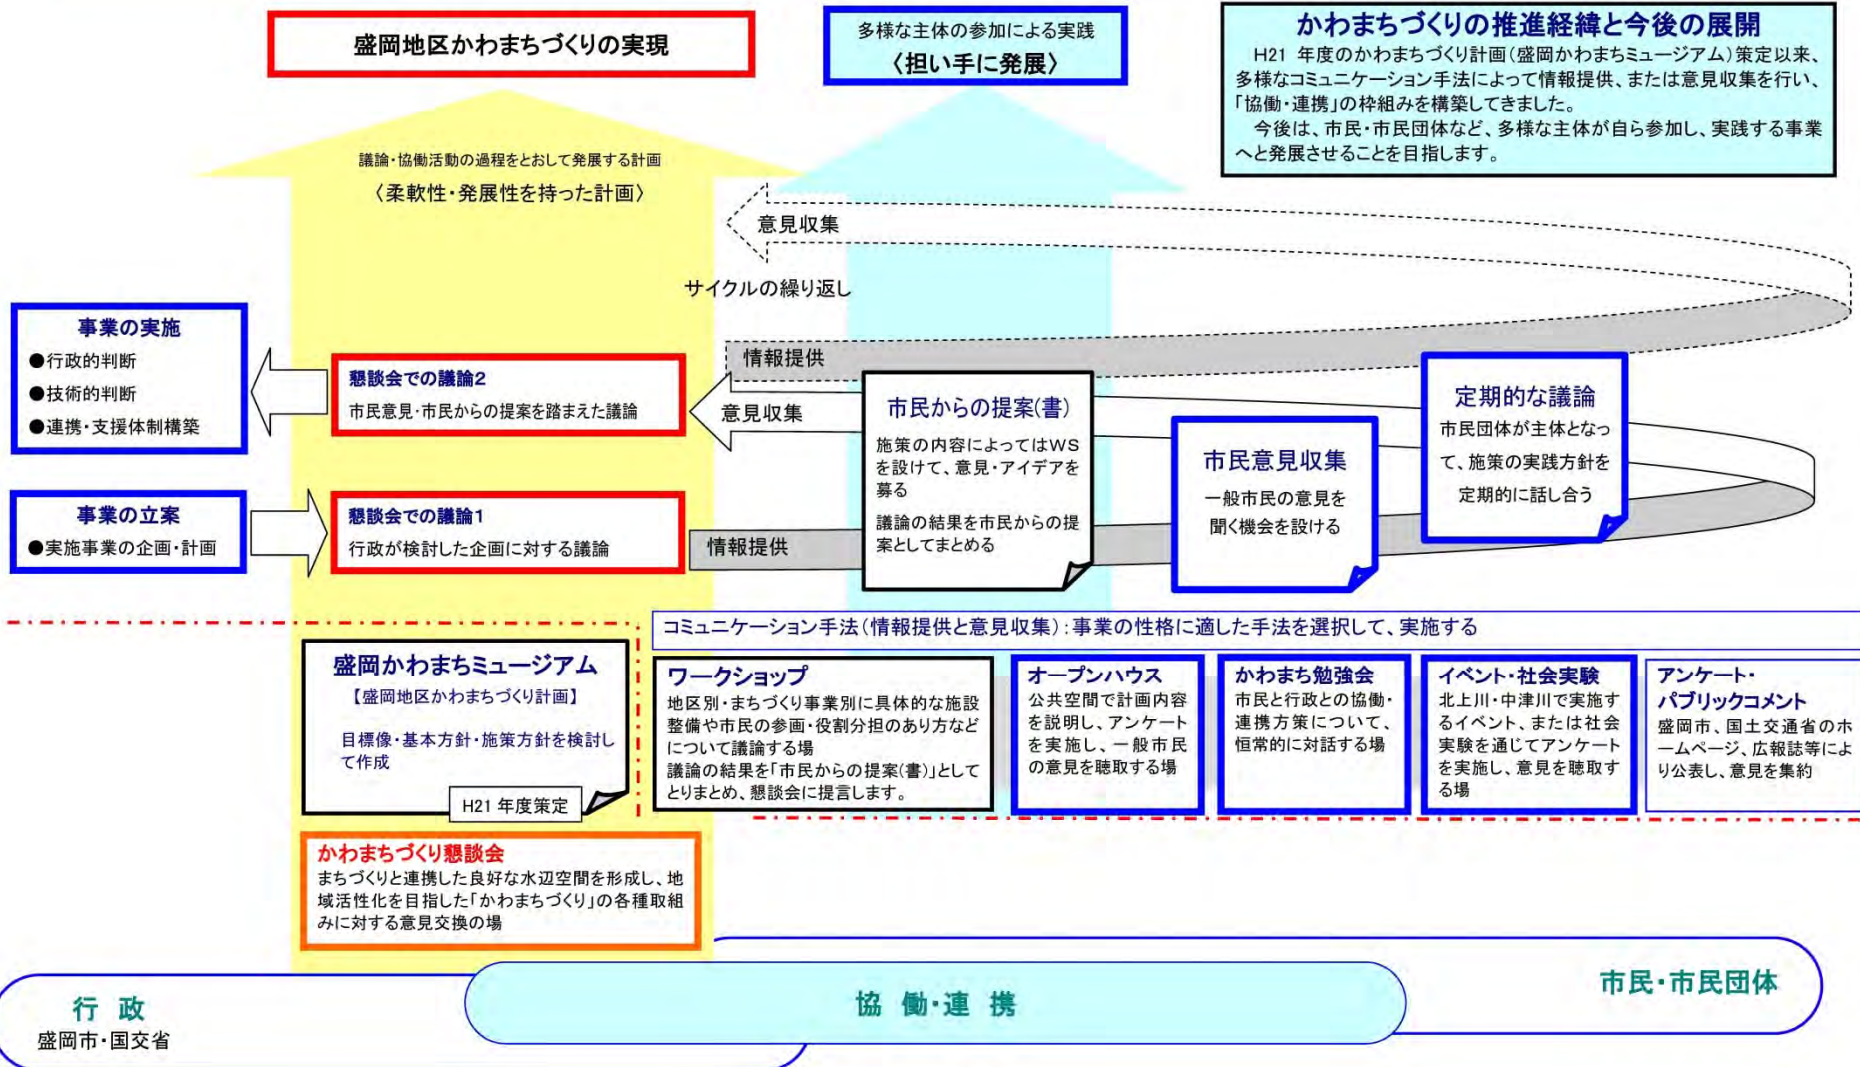 盛岡地区かわまちづくりの実現
多様な主体の参加による実践
〈担い手に発展〉
かわまちづくりの推進経緯と今後の展開
H21 年度のかわまちづくり計画(盛岡かわまちミュージアム)策定以来、
多様なコミュニケーション手法によって情報提供、または意見収集を行い、
「協働・連携」の枠組みを構築してきました。
今後は、市民・市民団体など、多様な主体が自ら参加し、実践する事業
へと発展させることを目指します。
議論・協働活動の過程をとおして発展する計画
〈柔軟性・発展性を持った計画〉
意見収集
サイクルの繰り返し
情報提供
事業の実施
●行政的判断
●技術的判断
●連携・支援体制構築
懇談会での議論2
市民意見・市民からの提案を踏まえた議論
意見収集
市民からの提案(書)
施策の内容によってはWS
を設けて、意見・アイデアを
募る
議論の結果を市民からの提
案としてまとめる
市民意見収集
一般市民の意見を
聞く機会を設ける
定期的な議論
市民団体が主体となっ
て、施策の実践方針を
定期的に話し合う
事業の立案
●実施事業の企画・計画
懇談会での議論1
行政が検討した企画に対する議論
情報提供
コミュニケーション手法(情報提供と意見収集):事業の性格に適した手法を選択して、実施する
盛岡かわまちミュージアム
【盛岡地区かわまちづくり計画】
目標像・基本方針・施策方針を検討し
て作成
H21 年度策定
ワークショップ
地区別・まちづくり事業別に具体的な施設
整備や市民の参画・役割分担のあり方など
について議論する場
議論の結果を「市民からの提案(書)」として
とりまとめ、懇談会に提言します。
オープンハウス
公共空間で計画内容
を説明し、アンケート
を実施し、一般市民
の意見を聴取する場
かわまち勉強会
市民と行政との協働・
連携方策について、
恒常的に対話する場
イベント・社会実験
北上川・中津川で実施す
るイベント、または社会
実験を通じてアンケート
を実施し、意見を聴取す
る場
アンケート・
パブリックコメント
盛岡市、国土交通省のホ
ームページ、広報誌等によ
り公表し、意見を集約
かわまちづくり懇談会
まちづくりと連携した良好な水辺空間を形成し、地
域活性化を目指した「かわまちづくり」の各種取組
みに対する意見交換の場
行 政
盛岡市・国交省
協 働・連 携
市民・市民団体